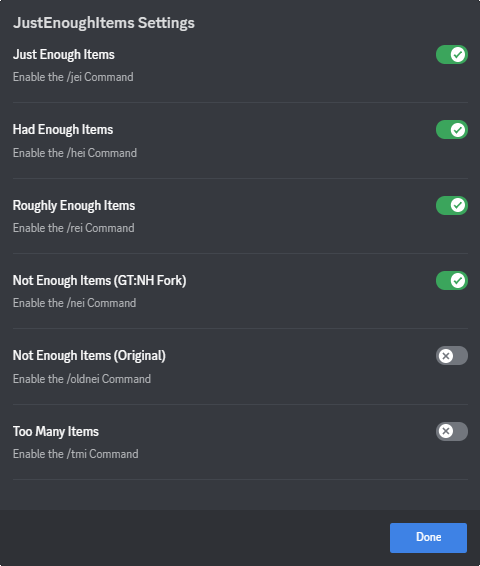 JustEnoughItems Settings
Just Enough Items
Enable the /jei Command
Had Enough Items
Enable the /hei Command
Roughly Enough Items
Enable the /rei Command
Not Enough Items (GT:NH Fork)
Enable the /nei Command
Not Enough Items (Original)
Enable the /oldnei Command
Too Many Items
Enable the /tmi Command
Done